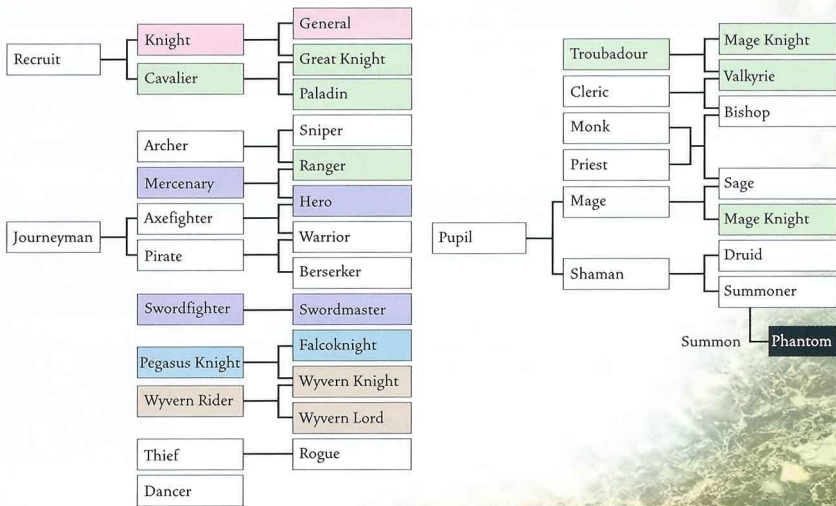 Recruit
Knight
Cavalier
General
Great Knight
Paladin
Journeyman
Archer
Mercenary
Axefighter
Pirate
Sniper
Ranger
Hero
Warrior
Berserker
Swordfighter
Swordmaster
Pegasus Knight
Wyvern Rider
Falcoknight
Wyvern Knight
Wyvern Lord
Thief
Rogue
Dancer
Troubadour
Cleric
Monk
Priest
Mage Knight
Valkyrie
Bishop
Pupil
Mage
Shaman
Sage
Mage Knight
Druid
Summoner
Summon
Phantom